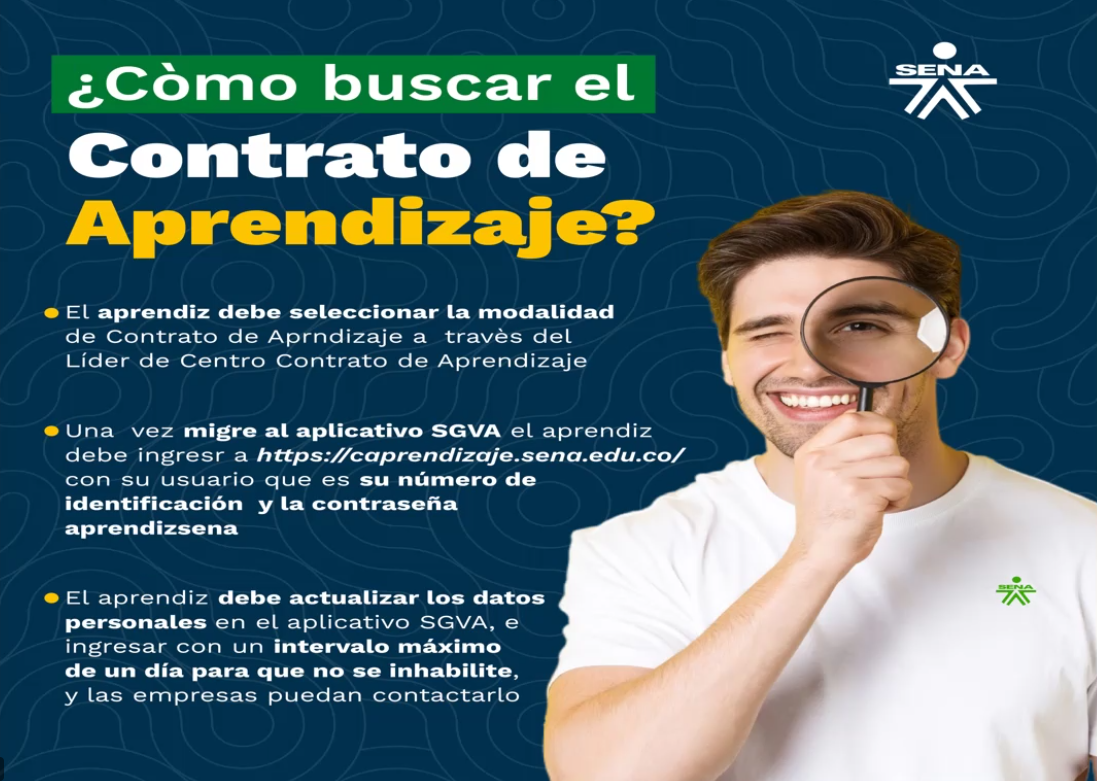 ¿Còmo buscar el
SENA
Contrato de
Aprendizaje?
El aprendiz debe seleccionar la modalidad
de Contrato de Aprndizaje a travès del
Líder de Centro Contrato de Aprendizaje
Una vez migre al aplicativo SGVA el aprendiz
debe ingresr a https://caprendizaje.sena.edu.co/
con su usuario que es su número de
identificación y la contraseña
aprendizsena
El aprendiz debe actualizar los datos
personales en el aplicativo SGVA, e
ingresar con un intervalo máximo
de un día para que no se inhabilite,
y las empresas puedan contactarlo
SENA